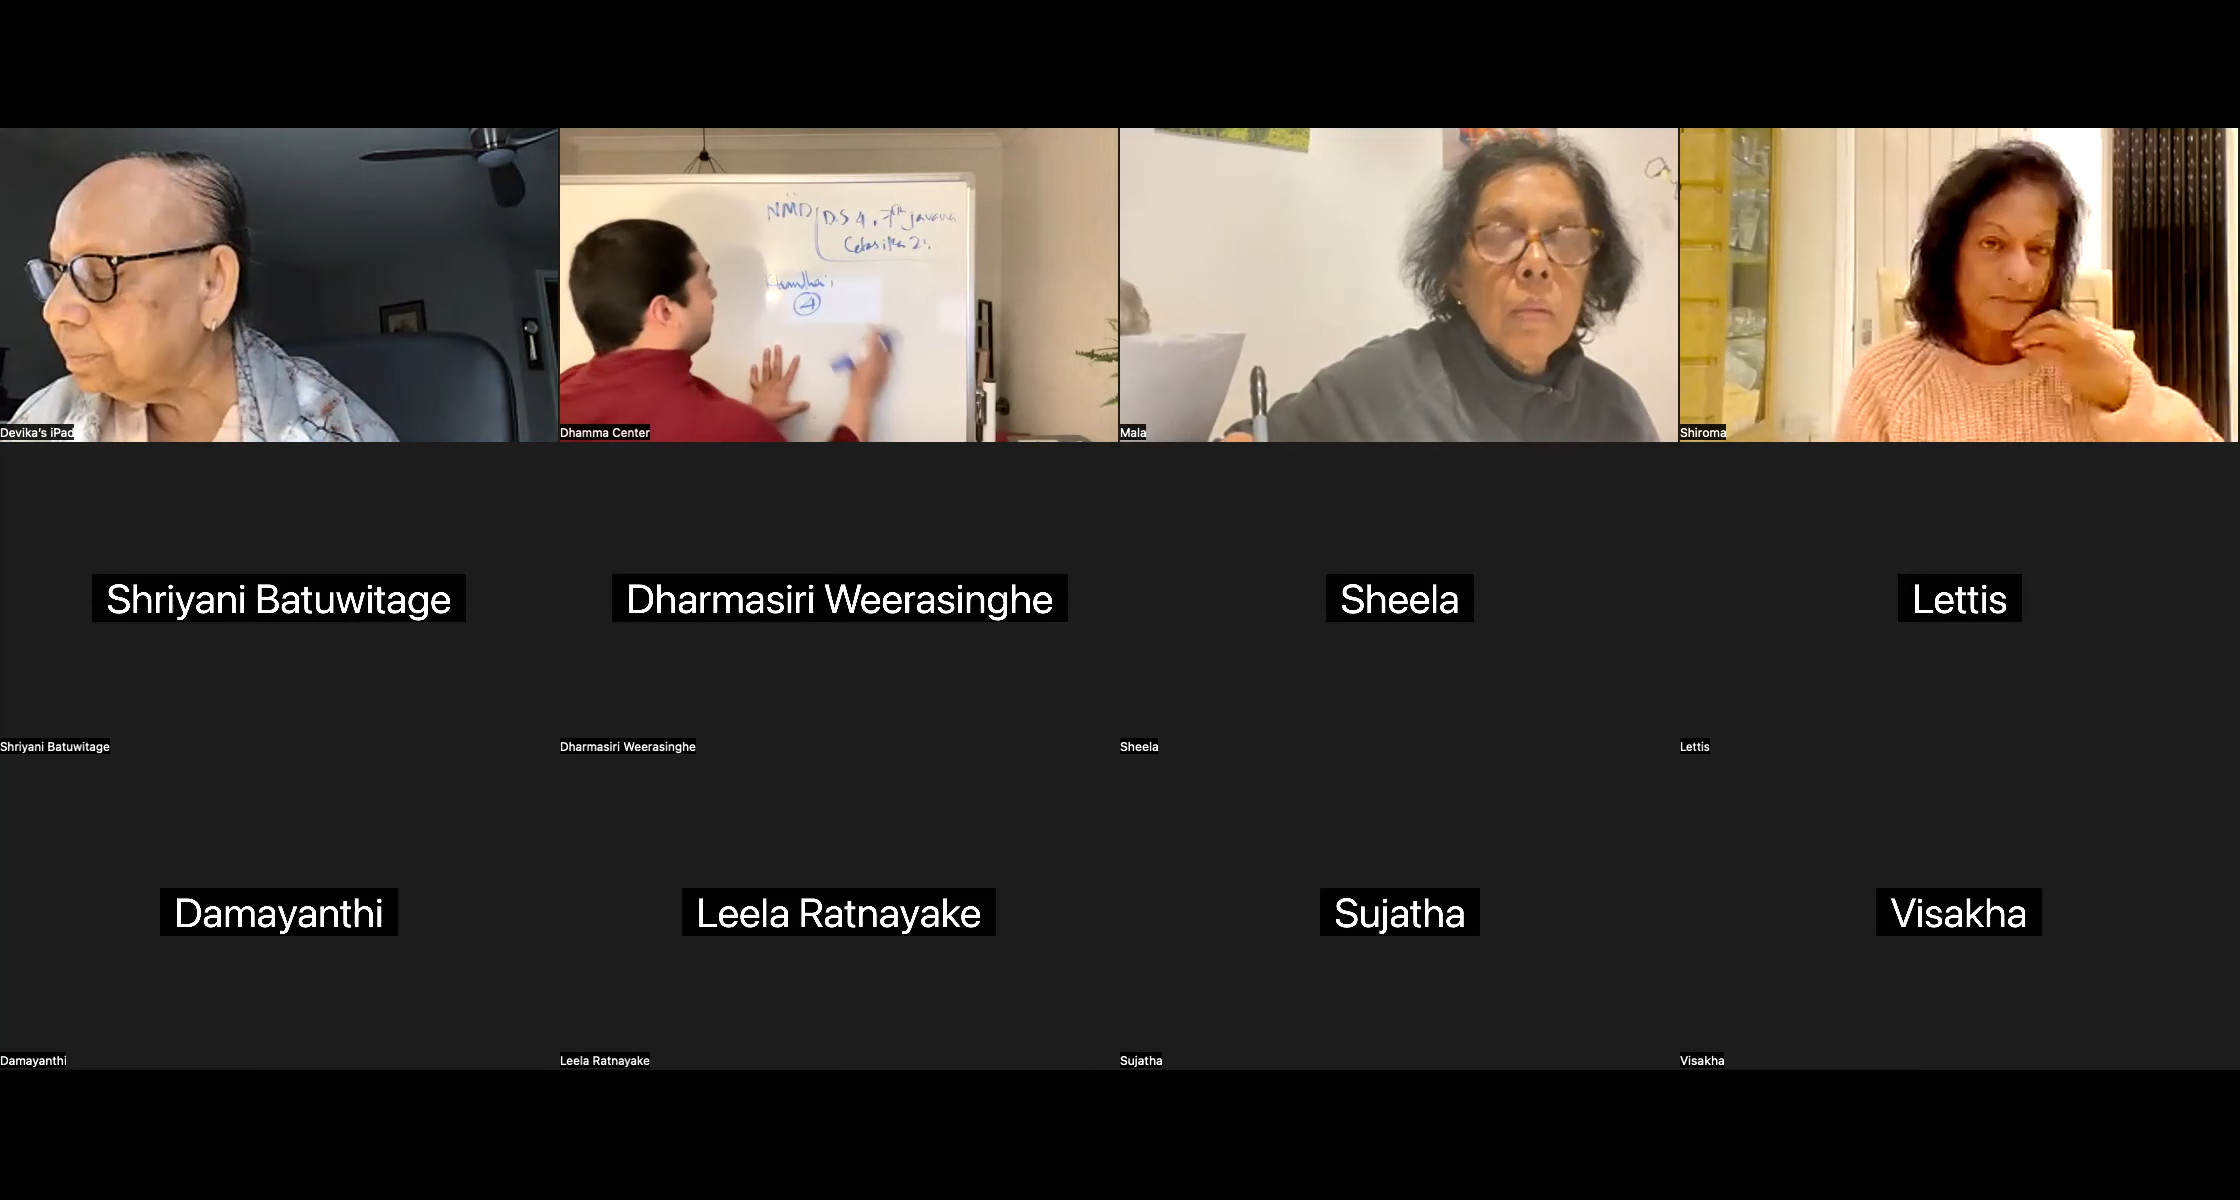 NMD D.S 4, 7th javana
Cetasika 21.
4
Devika's iPad
Dhamma Center
Mala
Shiroma
Shriyani Batuwitage
Dharmasiri Weerasinghe
Sheela
Lettis
Shriyani Batuwitage
Dharmasiri Weerasinghe
Sheela
Lettis
Damayanthi
Leela Ratnayake
Sujatha
Visakha
Damayanthi
Leela Ratnayake
Sujatha
Visakha